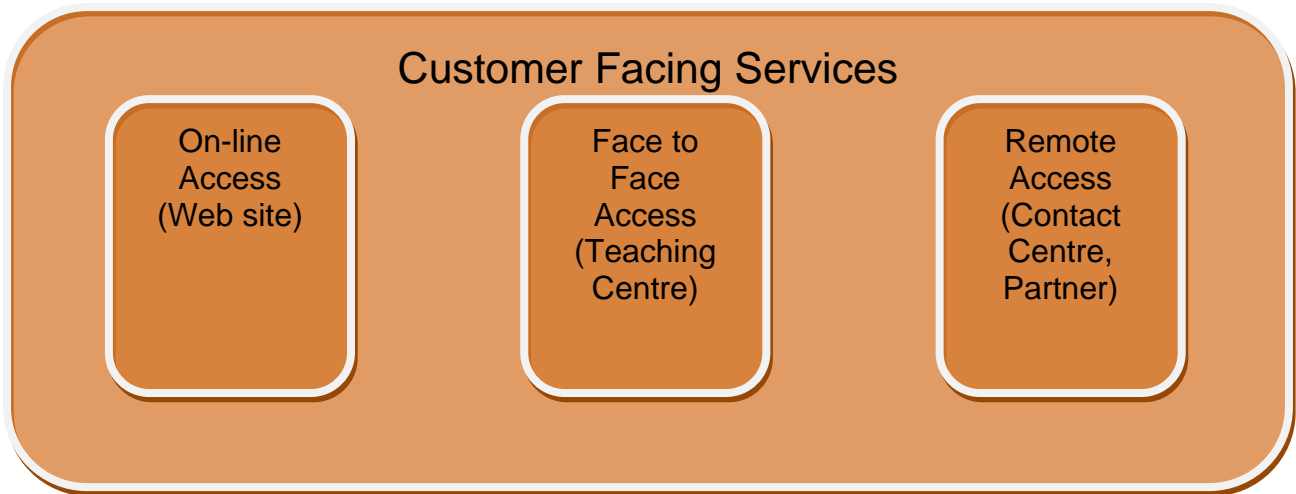 Customer Facing Services
On-line
Access
(Web site)
Face to
Face
Access
(Teaching
Centre)
Remote
Access
(Contact
Centre,
Partner)